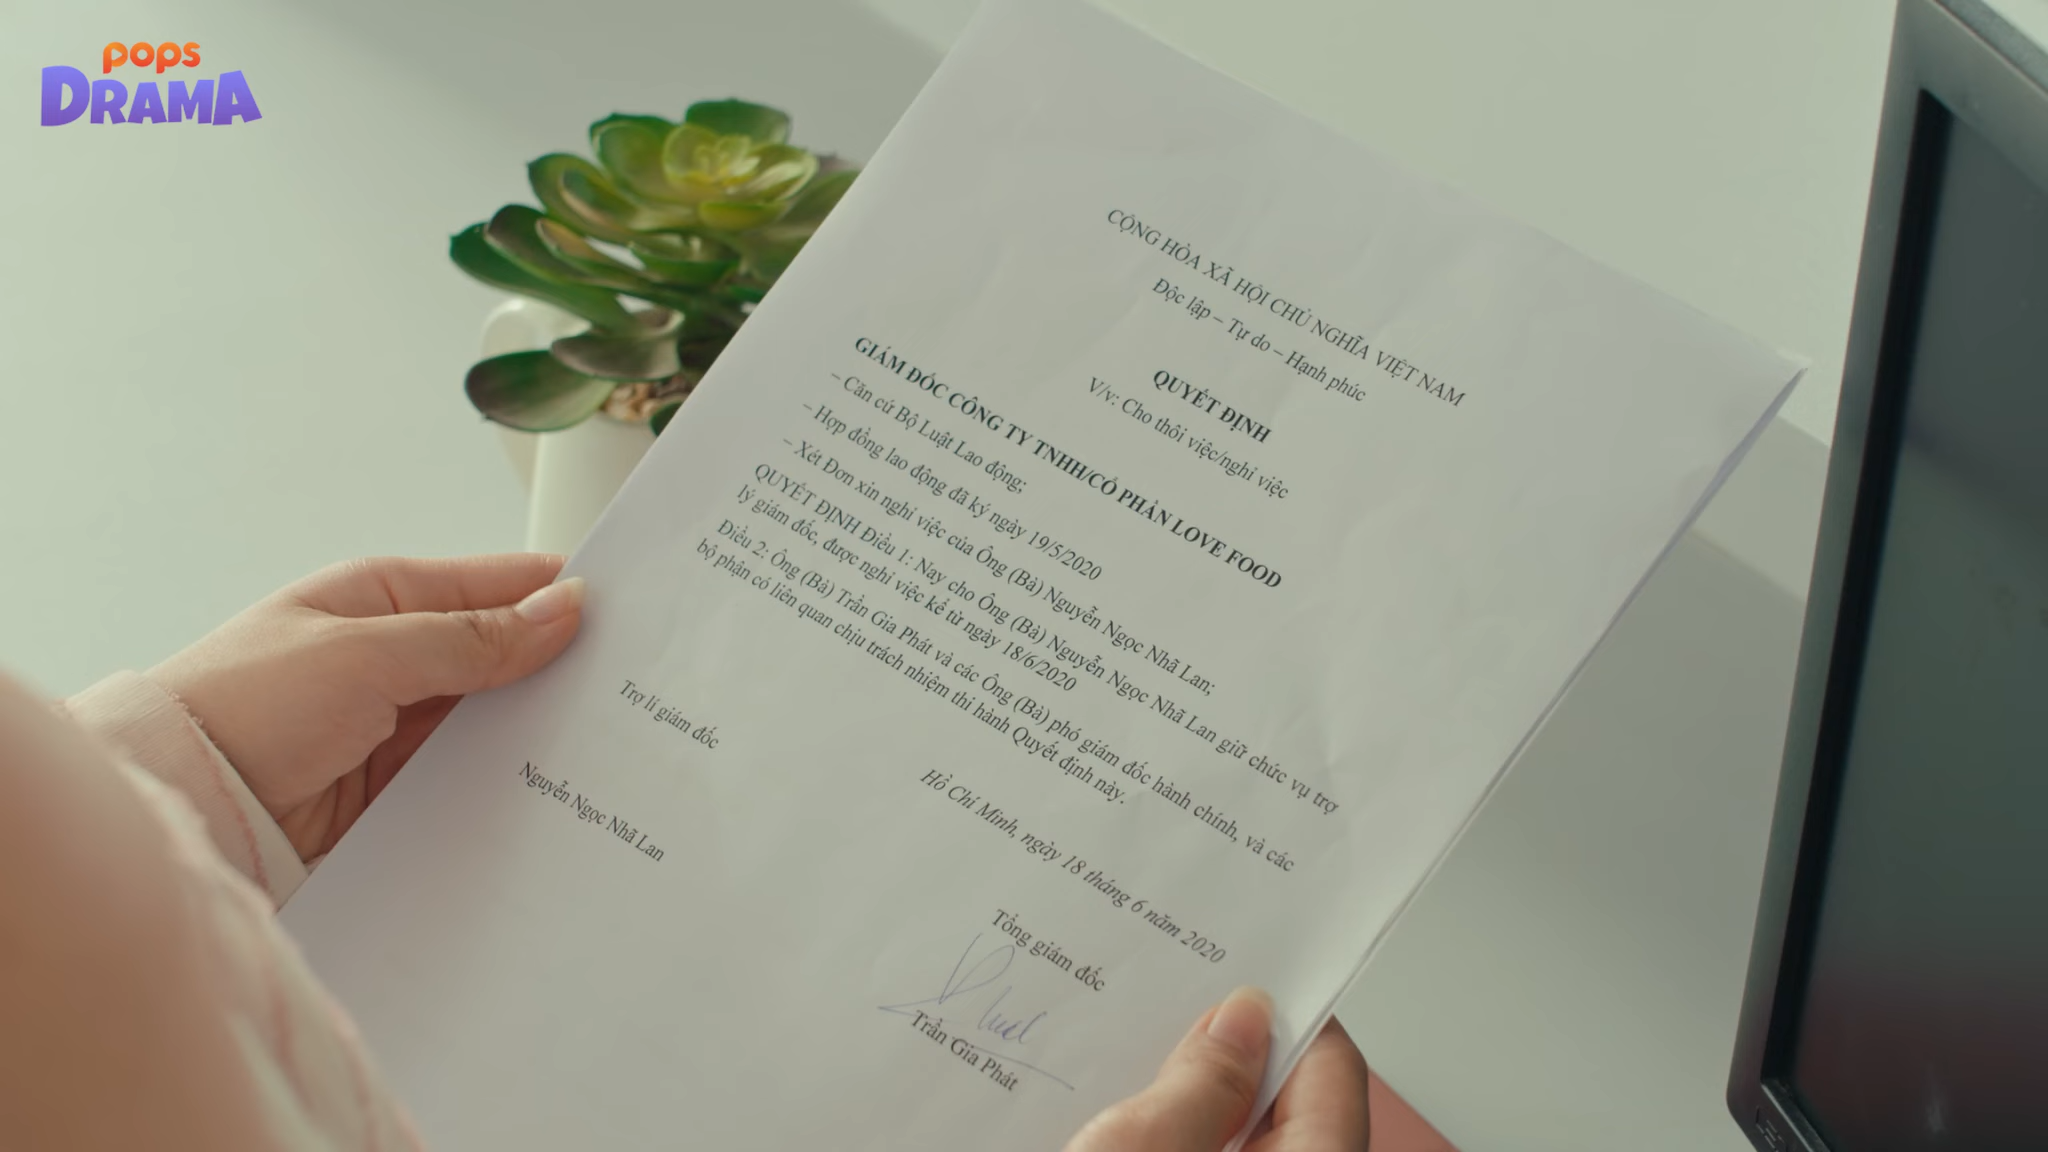 pops
DRAMA
CỘNG HÒA XÃ HỘI CHỦ NGHĨA VIỆT NAM
Độc lập – Tự do – Hạnh phúc
QUYẾT ĐỊNH
V/v: Cho thôi việc/nghỉ việc
GIÁM ĐỐC CÔNG TY TNHH/CỔ PHẦN LOVE FOOD
– Căn cứ Bộ Luật Lao động;
– Hợp đồng lao động đã ký ngày 19/5/2020
– Xét Đơn xin nghỉ việc của Ông (Bà) Nguyễn Ngọc Nhã Lan;
QUYẾT ĐỊNH Điều 1: Nay cho Ông (Bà) Nguyễn Ngọc Nhã Lan giữ chức vụ trợ
lý giám đốc, được nghỉ việc kể từ ngày 18/6/2020
Điều 2: Ông (Bà) Trần Gia Phát và các Ông (Bà) phó giám đốc hành chính, và các
bộ phận có liên quan chịu trách nhiệm thi hành Quyết định này.
Hồ Chí Minh, ngày 18 tháng 6 năm 2020
Trợ lí giám đốc
Nguyễn Ngọc Nhã Lan
Tổng giám đốc
Trần Gia Phát